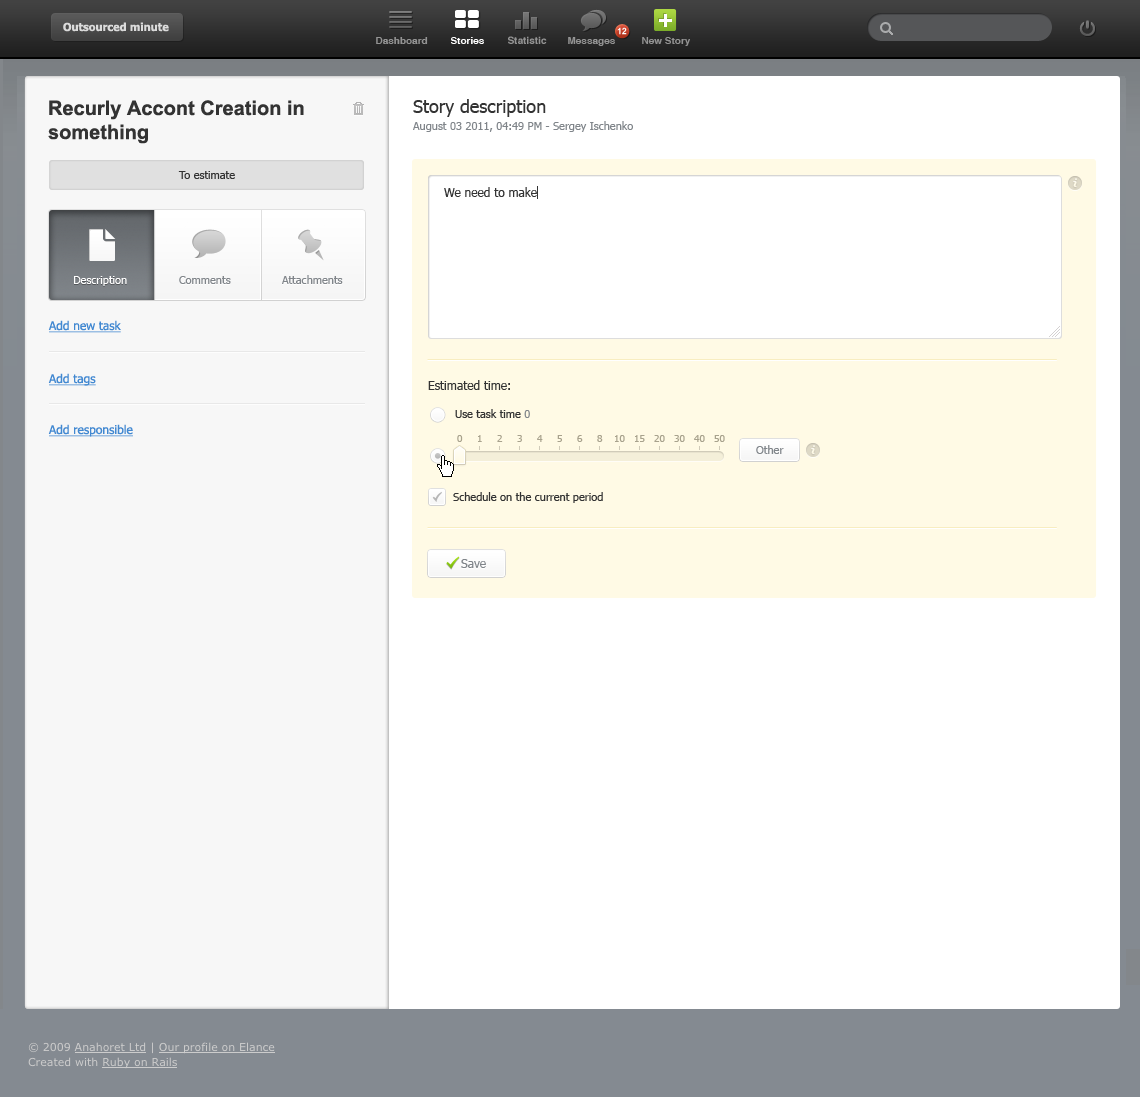 Outsourced minute
Dashboard
Stories
Statistic
Messages
12
New Story
Recurly Accont Creation in
something
To estimate
Description
Comments
Attachments
Add new task
Add tags
Add responsible
Story description
August 03 2011, 04:49 PM - Sergey Ischenko
We need to make
Estimated time:
Use task time 0
0 1 2 3 4 5 6 8 10 15 20 30 40 50
Other
Schedule on the current period
Save
© 2009 Anahoret Ltd | Our profile on Elance
Created with Ruby on Rails